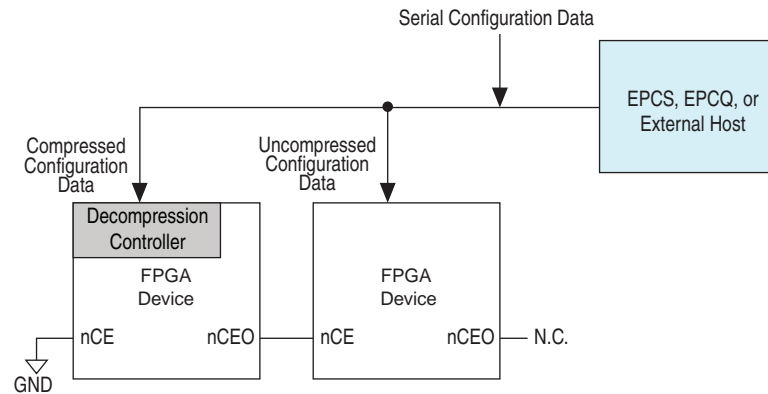 Serial Configuration Data
EPCS, EPCQ, or
External Host
Compressed
Configuration
Data
Uncompressed
Configuration
Data
Decompression
Controller
FPGA
Device
FPGA
Device
nCE
nCEO
nCE
nCEO
N.C.
GND